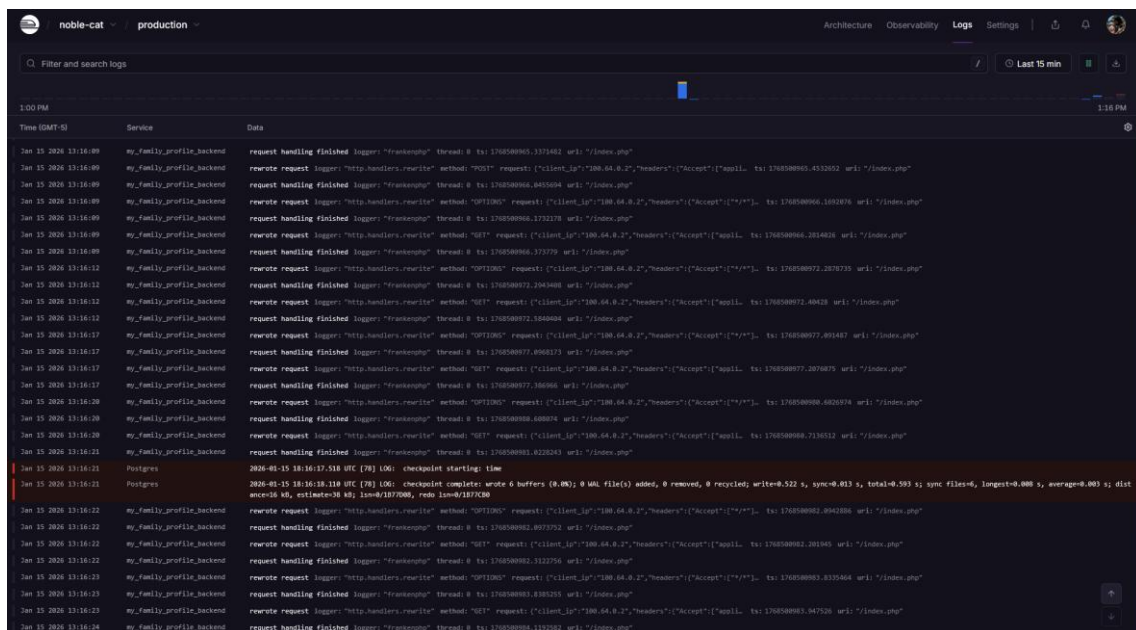 noble-cat / production
Architecture Observability Logs Settings
Filter and search logs / Last 15 min
1:00 PM 1:16 PM
Time (GMT-5) Service Data
Jan 15 2026 13:16:09 my_family_profile_backend request handling finished logger: "frankenphp" thread: 0 ts: 1768500965.3371482 uri: "/index.php"
Jan 15 2026 13:16:09 my_family_profile_backend rewrote request logger: "http.handlers.rewrite" method: "POST" request: {"client_ip":"100.64.0.2","headers":{"Accept":["appli… ts: 1768500965.4532652 uri: "/index.php"
Jan 15 2026 13:16:09 my_family_profile_backend request handling finished logger: "frankenphp" thread: 0 ts: 1768500966.0455694 uri: "/index.php"
Jan 15 2026 13:16:09 my_family_profile_backend rewrote request logger: "http.handlers.rewrite" method: "OPTIONS" request: {"client_ip":"100.64.0.2","headers":{"Accept":["*/*"]… ts: 1768500966.1692076 uri: "/index.php"
Jan 15 2026 13:16:09 my_family_profile_backend request handling finished logger: "frankenphp" thread: 0 ts: 1768500966.1732178 uri: "/index.php"
Jan 15 2026 13:16:09 my_family_profile_backend rewrote request logger: "http.handlers.rewrite" method: "GET" request: {"client_ip":"100.64.0.2","headers":{"Accept":["appli… ts: 1768500966.2814026 uri: "/index.php"
Jan 15 2026 13:16:09 my_family_profile_backend request handling finished logger: "frankenphp" thread: 0 ts: 1768500966.373779 uri: "/index.php"
Jan 15 2026 13:16:12 my_family_profile_backend rewrote request logger: "http.handlers.rewrite" method: "OPTIONS" request: {"client_ip":"100.64.0.2","headers":{"Accept":["*/*"]… ts: 1768500972.2878735 uri: "/index.php"
Jan 15 2026 13:16:12 my_family_profile_backend request handling finished logger: "frankenphp" thread: 0 ts: 1768500972.2943408 uri: "/index.php"
Jan 15 2026 13:16:12 my_family_profile_backend rewrote request logger: "http.handlers.rewrite" method: "GET" request: {"client_ip":"100.64.0.2","headers":{"Accept":["appli… ts: 1768500972.40428 uri: "/index.php"
Jan 15 2026 13:16:12 my_family_profile_backend request handling finished logger: "frankenphp" thread: 0 ts: 1768500972.5840404 uri: "/index.php"
Jan 15 2026 13:16:17 my_family_profile_backend rewrote request logger: "http.handlers.rewrite" method: "OPTIONS" request: {"client_ip":"100.64.0.2","headers":{"Accept":["*/*"]… ts: 1768500977.091487 uri: "/index.php"
Jan 15 2026 13:16:17 my_family_profile_backend request handling finished logger: "frankenphp" thread: 0 ts: 1768500977.0968173 uri: "/index.php"
Jan 15 2026 13:16:17 my_family_profile_backend rewrote request logger: "http.handlers.rewrite" method: "GET" request: {"client_ip":"100.64.0.2","headers":{"Accept":["appli… ts: 1768500977.2076075 uri: "/index.php"
Jan 15 2026 13:16:17 my_family_profile_backend request handling finished logger: "frankenphp" thread: 0 ts: 1768500977.386966 uri: "/index.php"
Jan 15 2026 13:16:20 my_family_profile_backend rewrote request logger: "http.handlers.rewrite" method: "OPTIONS" request: {"client_ip":"100.64.0.2","headers":{"Accept":["*/*"]… ts: 1768500980.6026974 uri: "/index.php"
Jan 15 2026 13:16:20 my_family_profile_backend request handling finished logger: "frankenphp" thread: 0 ts: 1768500980.608874 uri: "/index.php"
Jan 15 2026 13:16:20 my_family_profile_backend rewrote request logger: "http.handlers.rewrite" method: "GET" request: {"client_ip":"100.64.0.2","headers":{"Accept":["appli… ts: 1768500980.7136512 uri: "/index.php"
Jan 15 2026 13:16:21 my_family_profile_backend request handling finished logger: "frankenphp" thread: 0 ts: 1768500981.0228243 uri: "/index.php"
Jan 15 2026 13:16:21 Postgres 2026-01-15 18:16:17.518 UTC [78] LOG: checkpoint starting: time
Jan 15 2026 13:16:21 Postgres 2026-01-15 18:16:18.110 UTC [78] LOG: checkpoint complete: wrote 6 buffers (0.0%); 0 WAL file(s) added, 0 removed, 0 recycled; write=0.522 s, sync=0.013 s, total=0.593 s; sync files=6, longest=0.008 s, average=0.003 s; dist
ance=16 kB, estimate=38 kB; lsn=0/1B77D08, redo lsn=0/1B77CB0
Jan 15 2026 13:16:22 my_family_profile_backend rewrote request logger: "http.handlers.rewrite" method: "OPTIONS" request: {"client_ip":"100.64.0.2","headers":{"Accept":["*/*"]… ts: 1768500982.0942886 uri: "/index.php"
Jan 15 2026 13:16:22 my_family_profile_backend request handling finished logger: "frankenphp" thread: 0 ts: 1768500982.0973752 uri: "/index.php"
Jan 15 2026 13:16:22 my_family_profile_backend rewrote request logger: "http.handlers.rewrite" method: "GET" request: {"client_ip":"100.64.0.2","headers":{"Accept":["appli… ts: 1768500982.201945 uri: "/index.php"
Jan 15 2026 13:16:22 my_family_profile_backend request handling finished logger: "frankenphp" thread: 0 ts: 1768500982.3122756 uri: "/index.php"
Jan 15 2026 13:16:23 my_family_profile_backend rewrote request logger: "http.handlers.rewrite" method: "OPTIONS" request: {"client_ip":"100.64.0.2","headers":{"Accept":["*/*"]… ts: 1768500983.8335464 uri: "/index.php"
Jan 15 2026 13:16:23 my_family_profile_backend request handling finished logger: "frankenphp" thread: 0 ts: 1768500983.8385255 uri: "/index.php"
Jan 15 2026 13:16:23 my_family_profile_backend rewrote request logger: "http.handlers.rewrite" method: "GET" request: {"client_ip":"100.64.0.2","headers":{"Accept":["appli… ts: 1768500983.947526 uri: "/index.php"
Jan 15 2026 13:16:24 my_family_profile_backend request handling finished logger: "frankenphp" thread: 0 ts: 1768500984.1192582 uri: "/index.php"